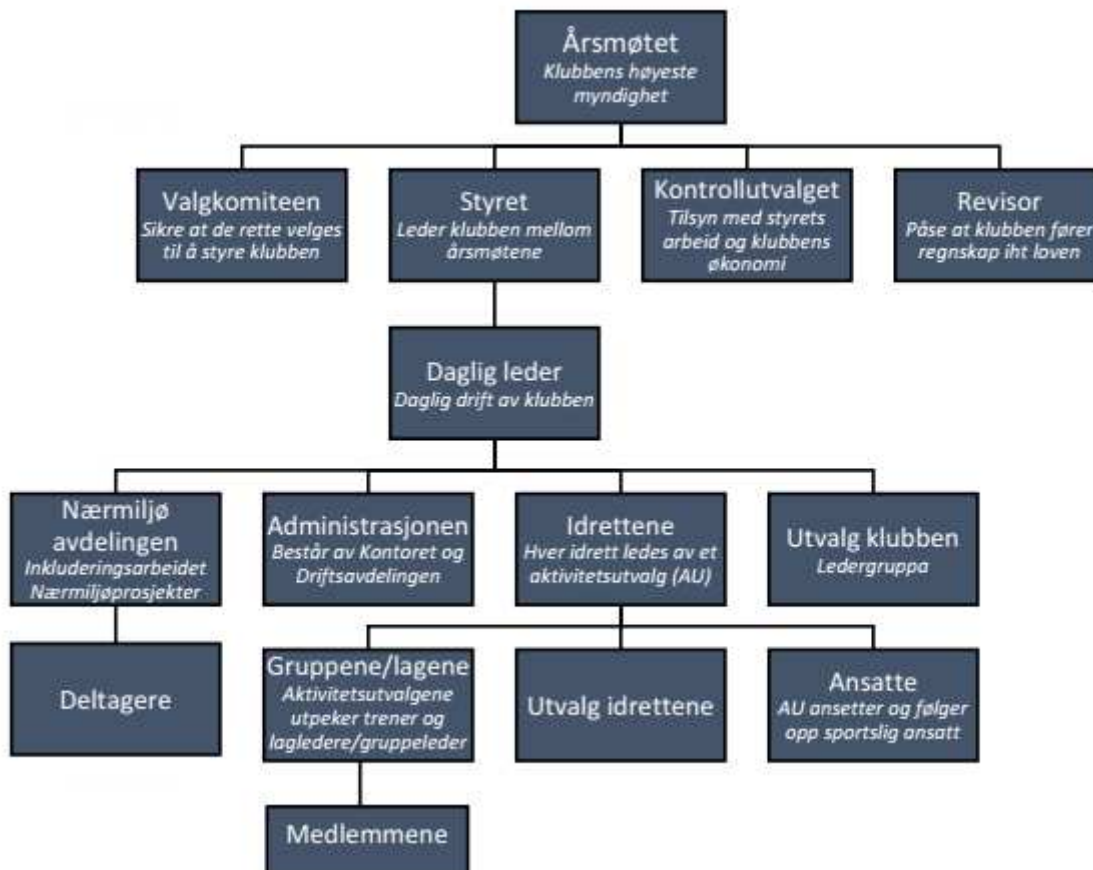 Årsmøtet
Klubbens høyeste
myndighet
Valgkomiteen
Sikre at de rette velges
til å styre klubben
Styret
Leder klubben mellom
årsmøtene
Kontrollutvalget
Tilsyn med styrets
arbeid og klubbens
økonomi
Revisor
Påse at klubben fører
regnskap iht loven
Daglig leder
Daglig drift av klubben
Nærmiljø
avdelingen
Inkluderingsarbeidet
Nærmiljøprosjekter
Administrasjonen
Består av Kontoret og
Driftsavdelingen
Idrettene
Hver idrett ledes av et
aktivitetsutvalg (AU)
Utvalg klubben
Ledergruppa
Deltagere
Gruppene/lagene
Aktivitetsutvalgene
utpeker trener og
lagledere/gruppeleder
Utvalg idrettene
Ansatte
AU ansetter og følger
opp sportslig ansatt
Medlemmene